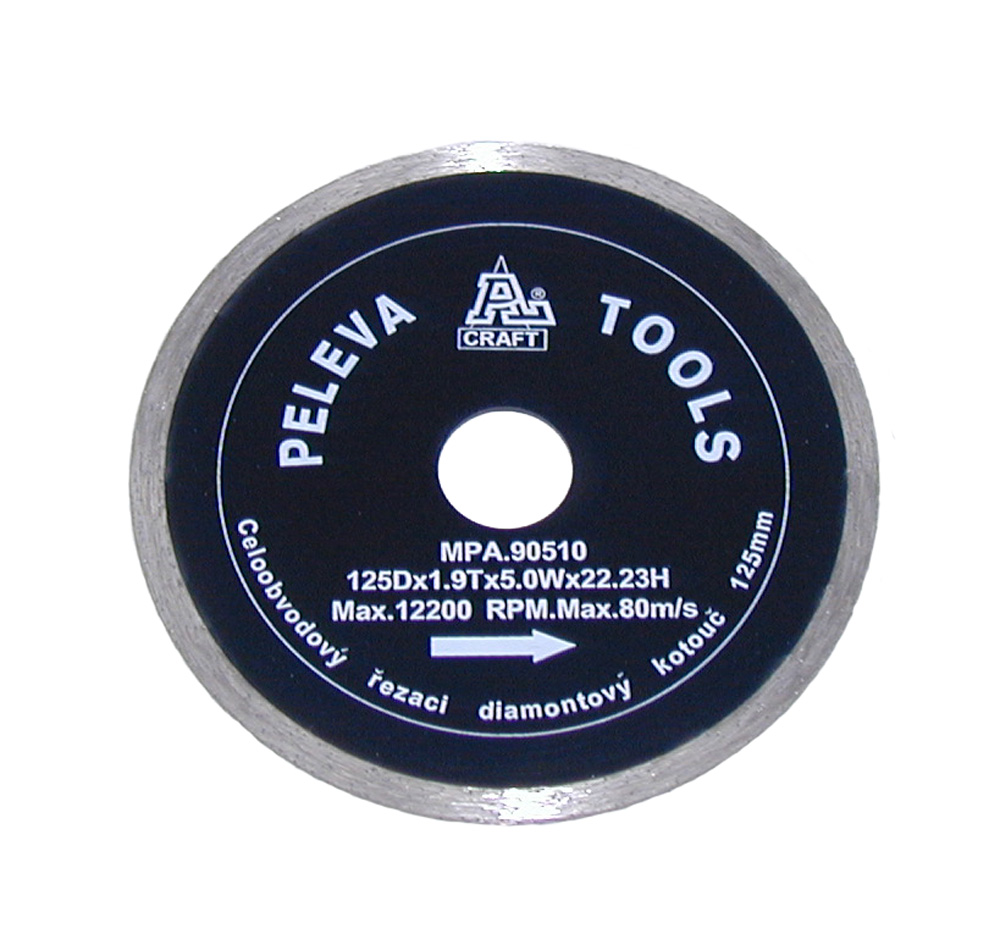 PELEVA TOOLS
PA ®
CRAFT
MPA.90510
125Dx1.9Tx5.0Wx22.23H
Max.12200 RPM.Max.80m/s
Celoobvodový řezaci diamontový kotouč 125mm